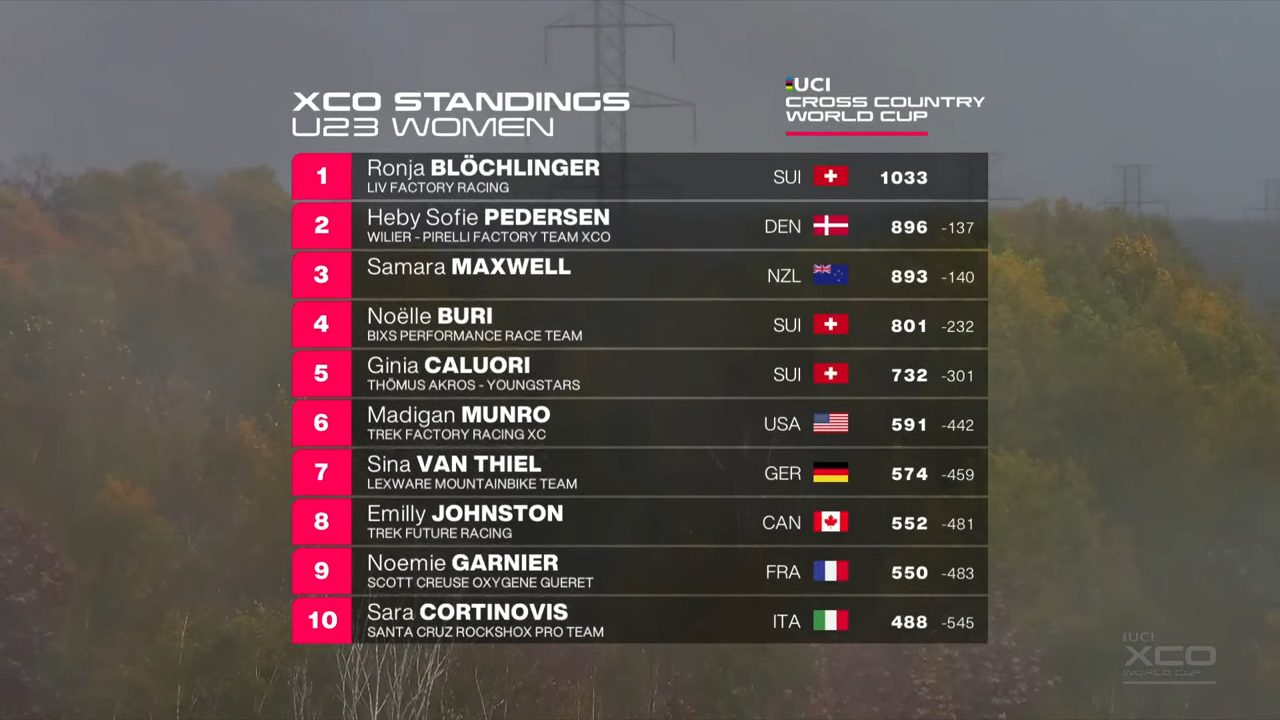 XCO STANDINGS
U23 WOMEN
UCI
CROSS COUNTRY
WORLD CUP
1 Ronja BLÖCHLINGER SUI 1033
LIV FACTORY RACING
2 Heby Sofie PEDERSEN DEN 896 -137
WILIER - PIRELLI FACTORY TEAM XCO
3 Samara MAXWELL NZL 893 -140
4 Noëlle BURI SUI 801 -232
BIXS PERFORMANCE RACE TEAM
5 Ginia CALUORI SUI 732 -301
THÖMUS AKROS - YOUNGSTARS
6 Madigan MUNRO USA 591 -442
TREK FACTORY RACING XC
7 Sina VAN THIEL GER 574 -459
LEXWARE MOUNTAINBIKE TEAM
8 Emilly JOHNSTON CAN 552 -481
TREK FUTURE RACING
9 Noemie GARNIER FRA 550 -483
SCOTT CREUSE OXYGENE GUERET
10 Sara CORTINOVIS ITA 488 -545
SANTA CRUZ ROCKSHOX PRO TEAM
UCI
XCO
WORLD CUP